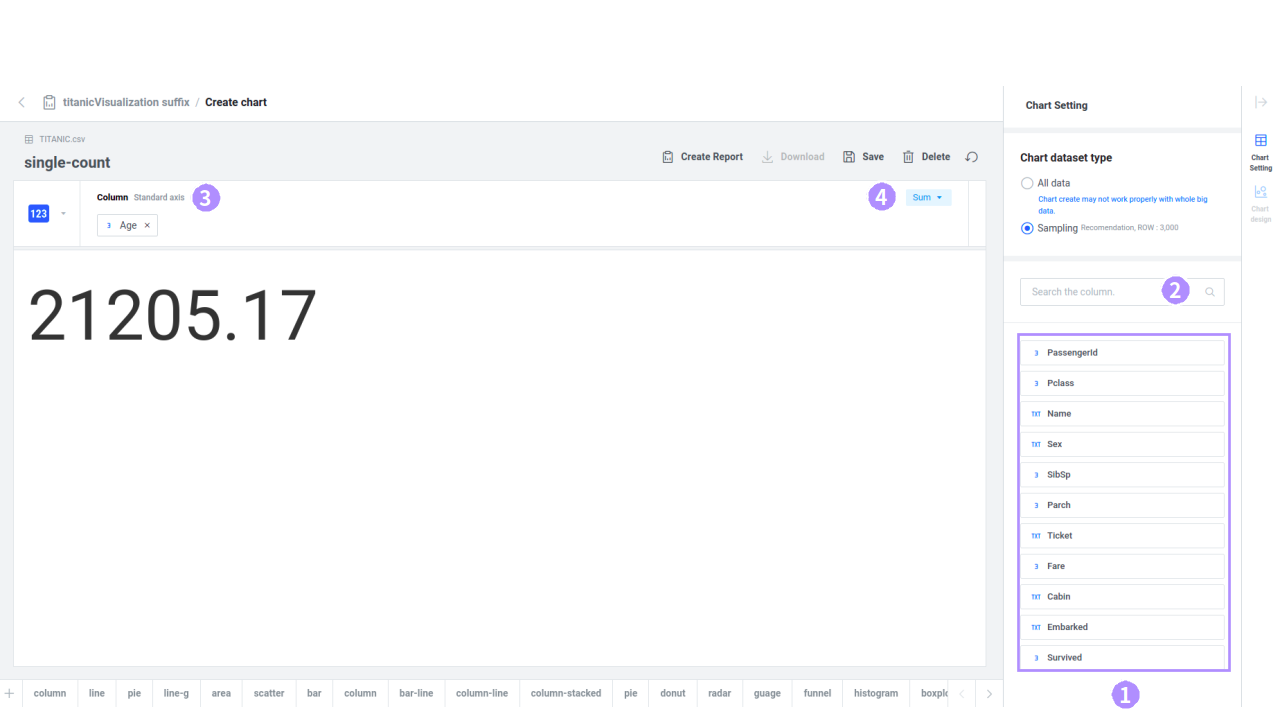 titanicVisualization suffix / Create chart
TITANIC.csv
single-count
Create Report
Download
Save
Delete
123
Column Standard axis
3
4
Sum
3 Age ×
21205.17
column
line
pie
line-g
area
scatter
bar
column
bar-line
column-line
column-stacked
pie
donut
radar
guage
funnel
histogram
boxplo
Chart Setting
Chart dataset type
All data
Chart create may not work properly with whole big
data.
Sampling Recomendation, ROW : 3,000
Search the column.
2
3 PassengerId
3 Pclass
TXT Name
TXT Sex
3 SibSp
3 Parch
TXT Ticket
3 Fare
TXT Cabin
TXT Embarked
3 Survived
1
Chart
Setting
Chart
design